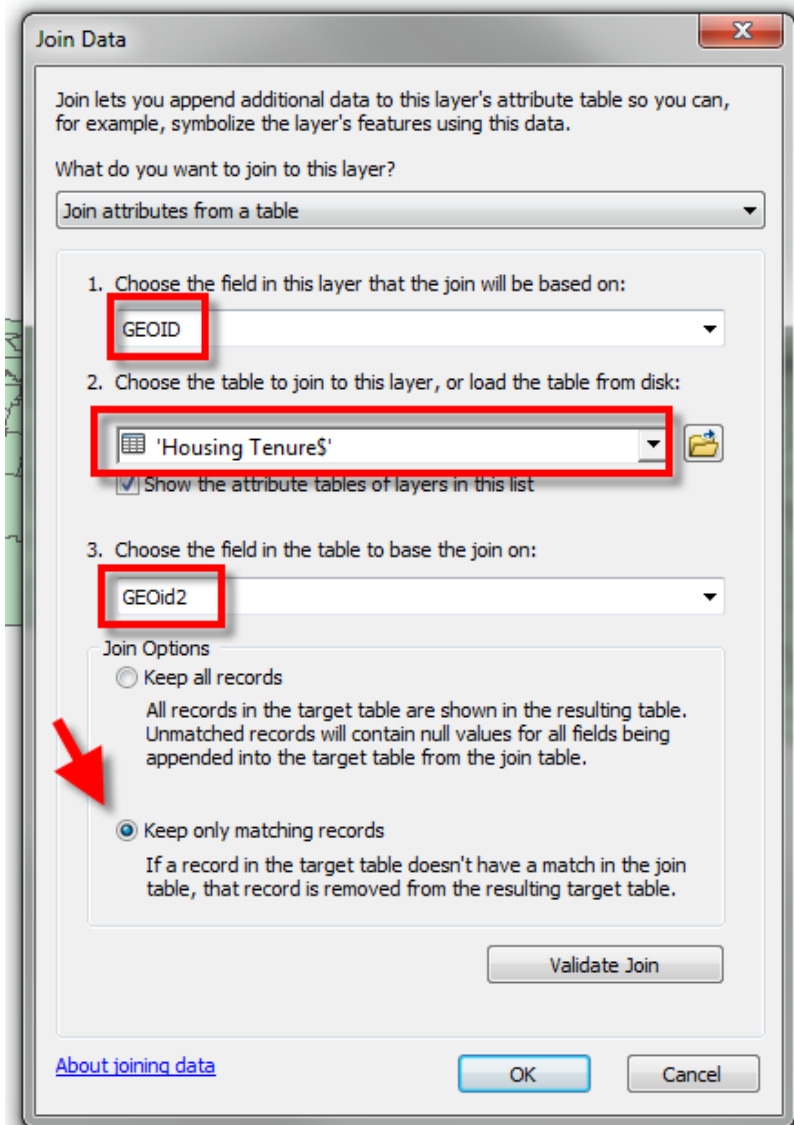 Join Data
Join lets you append additional data to this layer's attribute table so you can,
for example, symbolize the layer's features using this data.
What do you want to join to this layer?
Join attributes from a table
1. Choose the field in this layer that the join will be based on:
GEOID
2. Choose the table to join to this layer, or load the table from disk:
'Housing Tenure$'
Show the attribute tables of layers in this list
3. Choose the field in the table to base the join on:
GEOid2
Join Options
Keep all records
All records in the target table are shown in the resulting table.
Unmatched records will contain null values for all fields being
appended into the target table from the join table.
Keep only matching records
If a record in the target table doesn't have a match in the join
table, that record is removed from the resulting target table.
Validate Join
About joining data
OK
Cancel